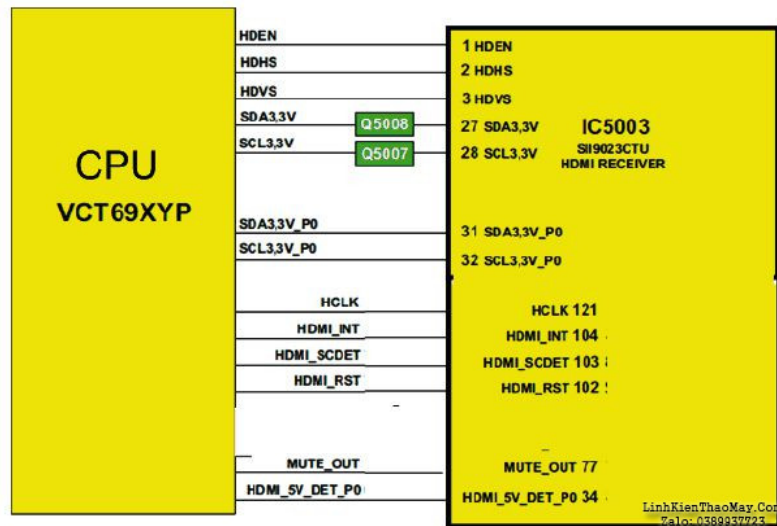 HDEN
HDHS
HDVS
SDA3,3V
SCL3,3V
Q5008
Q5007
CPU
VCT69XYP
SDA3,3V_P0
SCL3,3V_P0
HCLK
HDMI_INT
HDMI_SCDET
HDMI_RST
MUTE_OUT
HDMI_5V_DET_P0
1 HDEN
2 HDHS
3 HDVS
27 SDA3,3V
28 SCL3,3V
IC5003
SII9023CTU
HDMI RECEIVER
31 SDA3,3V_P0
32 SCL3,3V_P0
HCLK 121
HDMI_INT 104
HDMI_SCDET 103
HDMI_RST 102
MUTE_OUT 77
HDMI_5V_DET_P0 34
LinhKienThaoMay.Com
Zalo: 0389937723